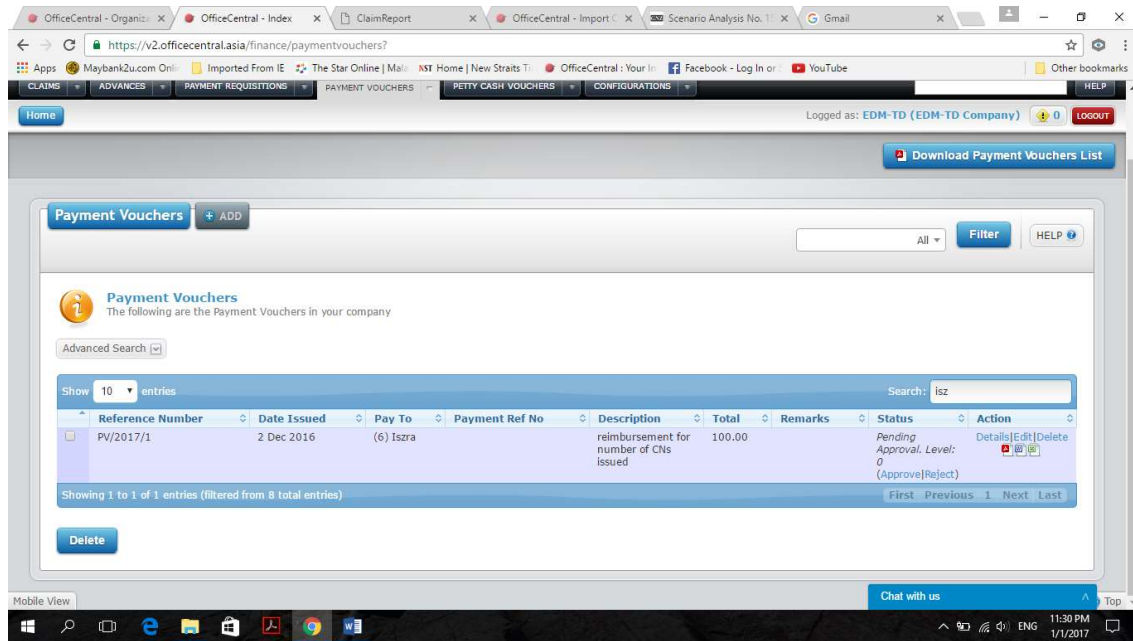 OfficeCentral - Organiz
OfficeCentral - Index
ClaimReport
OfficeCentral - Import C
Scenario Analysis No. 1
Gmail
https://v2.officecentral.asia/finance/paymentvouchers?
Apps
Maybank2u.com Onli
Imported From IE
The Star Online | Mala
NST Home | New Straits Ti
OfficeCentral : Your In
Facebook - Log In or
YouTube
Other bookmarks
CLAIMS
ADVANCES
PAYMENT REQUISITIONS
PAYMENT VOUCHERS
PETTY CASH VOUCHERS
CONFIGURATIONS
HELP
Home
Logged as: EDM-TD (EDM-TD Company)
0
LOGOUT
Download Payment Vouchers List
Payment Vouchers
ADD
All
Filter
HELP
Payment Vouchers
The following are the Payment Vouchers in your company
Advanced Search
Show 10 entries
Search: isz
Reference Number Date Issued Pay To Payment Ref No Description Total Remarks Status Action
PV/2017/1 2 Dec 2016 (6) Iszra reimbursement for 100.00 Pending Details|Edit|Delete
number of CNs Approval. Level:
issued 0
(Approve|Reject)
Showing 1 to 1 of 1 entries (filtered from 8 total entries)
First Previous 1 Next Last
Delete
Mobile View
Chat with us
Top
ENG
11:30 PM
1/1/2017